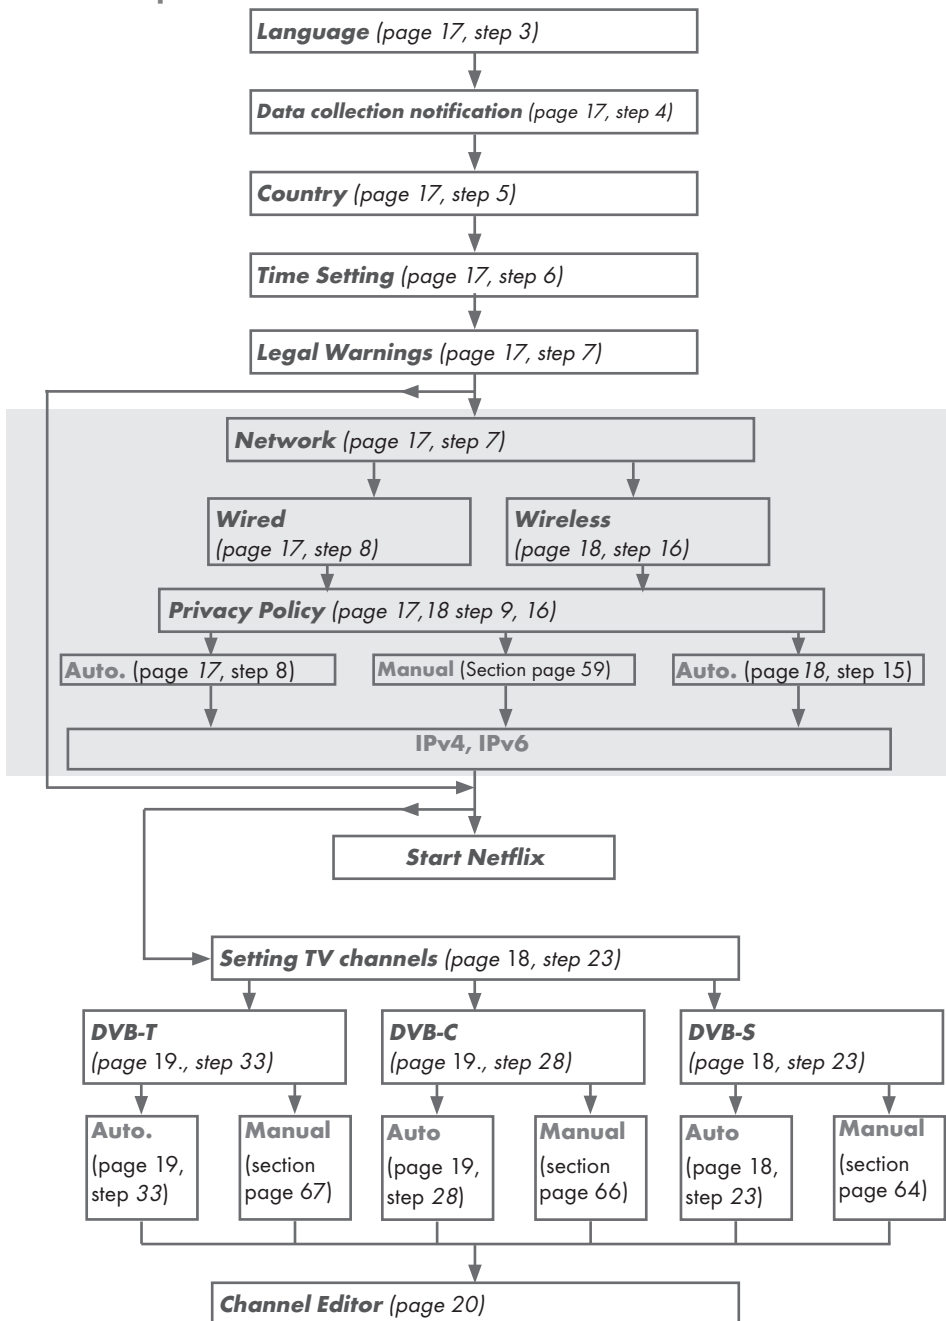 Language (page 17, step 3)
Data collection notification (page 17, step 4)
Country (page 17, step 5)
Time Setting (page 17, step 6)
Legal Warnings (page 17, step 7)
Network (page 17, step 7)
Wired
(page 17, step 8)
Wireless
(page 18, step 16)
Privacy Policy (page 17,18 step 9, 16)
Auto. (page 17, step 8)
Manual (Section page 59)
Auto. (page 18, step 15)
IPv4, IPv6
Start Netflix
Setting TV channels (page 18, step 23)
DVB-T
(page 19., step 33)
DVB-C
(page 19., step 28)
DVB-S
(page 18, step 23)
Auto.
(page 19,
step 33)
Manual
(section
page 67)
Auto
(page 19,
step 28)
Manual
(section
page 66)
Auto
(page 18,
step 23)
Manual
(section
page 64)
Channel Editor (page 20)